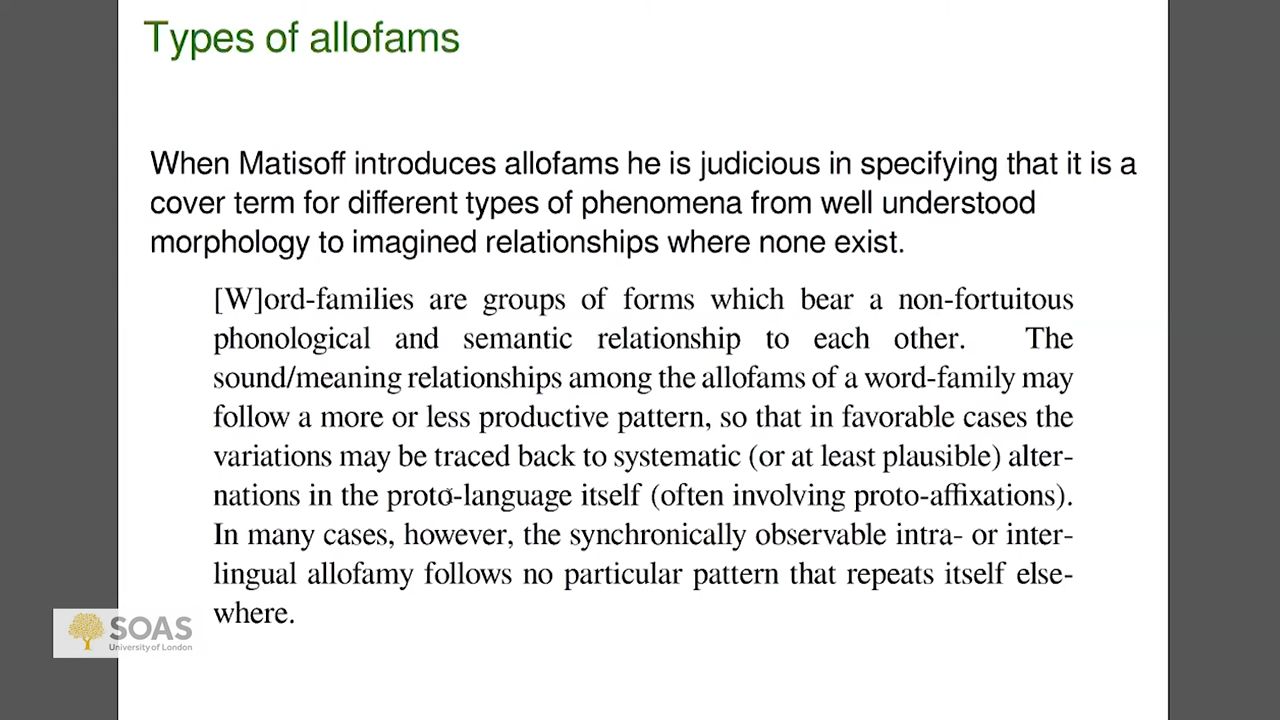 Types of allofams
When Matisoff introduces allofams he is judicious in specifying that it is a
cover term for different types of phenomena from well understood
morphology to imagined relationships where none exist.
[W]ord-families are groups of forms which bear a non-fortuitous
phonological and semantic relationship to each other. The
sound/meaning relationships among the allofams of a word-family may
follow a more or less productive pattern, so that in favorable cases the
variations may be traced back to systematic (or at least plausible) alter-
nations in the proto-language itself (often involving proto-affixations).
In many cases, however, the synchronically observable intra- or inter-
lingual allofamy follows no particular pattern that repeats itself else-
where.
SOAS
University of London